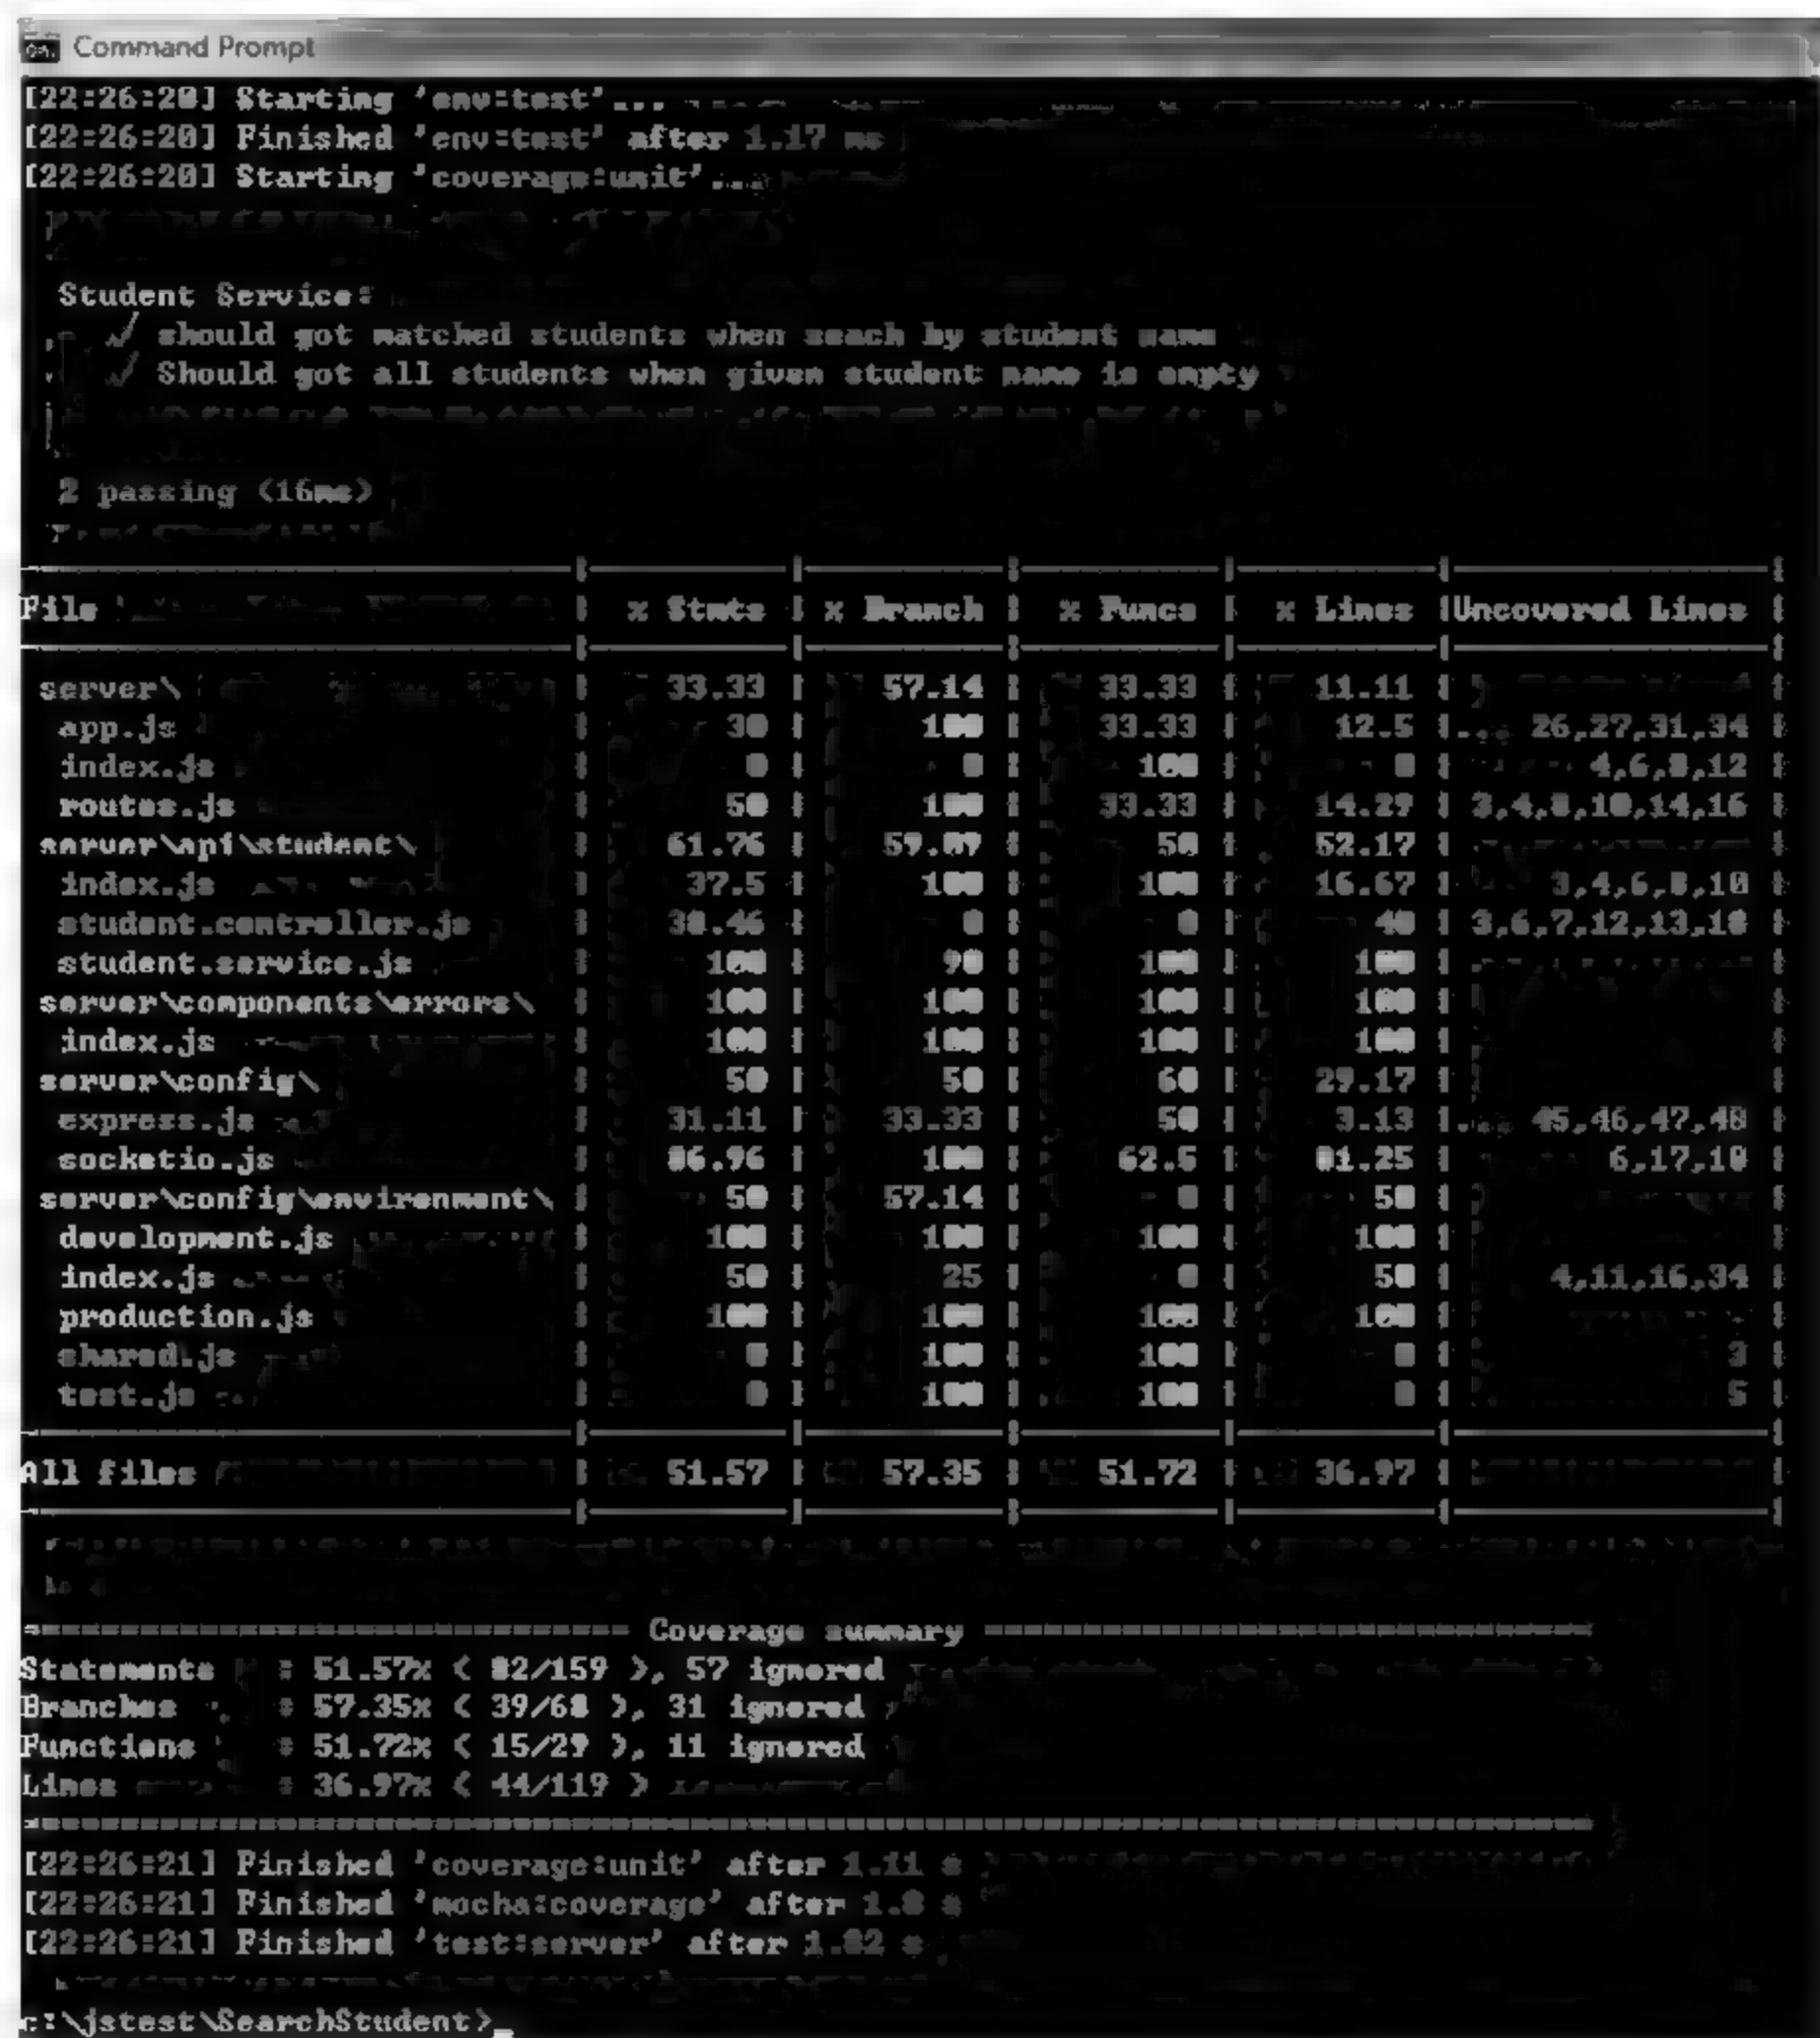 Command Prompt
[22:26:20] Starting 'env:test'...
[22:26:20] Finished 'env:test' after 1.17 ms
[22:26:20] Starting 'coverage:unit'...
Student Service:
√ should got matched students when seach by student name
√ Should got all students when given student name is empty
2 passing (16ms)
File | % Stmts | % Branch | % Funcs | % Lines |Uncovered Lines |
server\ | 33.33 | 57.14 | 33.33 | 11.11 | |
app.js | 30 | 100 | 33.33 | 12.5 |... 26,27,31,34 |
index.js | 0 | 0 | 100 | 0 | 4,6,8,12 |
routes.js | 50 | 100 | 33.33 | 14.29 | 3,4,8,10,14,16 |
server\api\student\ | 61.76 | | 50 | 52.17 | |
index.js | 37.5 | 100 | 100 | 16.67 | 3,4,6,8,10 |
student.controller.js | 38.46 | 0 | 0 | 40 | 3,6,7,12,13,18 |
student.service.js | 100 | 90 | 100 | 100 | |
server\components\errors\ | 100 | 100 | 100 | 100 | |
index.js | 100 | 100 | 100 | 100 | |
server\config\ | 50 | 50 | 60 | 29.17 | |
express.js | 31.11 | 33.33 | 50 | 3.13 |... 45,46,47,48 |
socketio.js | 86.96 | 100 | 62.5 | 81.25 | |
server\config\environment\ | 50 | 57.14 | 0 | 50 | |
development.js | 100 | 100 | 100 | 100 | |
index.js | 50 | 25 | 0 | 50 | 4,11,16,34 |
production.js | 100 | 100 | 100 | 100 | |
shared.js | 0 | 100 | 100 | 0 | 3 |
test.js | 0 | 100 | 100 | 0 | 5 |
All files | 51.57 | 57.35 | 51.72 | 36.97 | |
Coverage summary
Statements : 51.57% ( 82/159 ), 57 ignored
Branches : 57.35% ( 39/68 ), 31 ignored
Functions : 51.72% ( 15/29 ), 11 ignored
Lines : 36.97% ( 44/119 )
[22:26:21] Finished 'coverage:unit' after 1.11 s
[22:26:21] Finished 'mocha:coverage' after 1.8 s
[22:26:21] Finished 'test:server' after 1.82 s
c:\jstest\SearchStudent>_